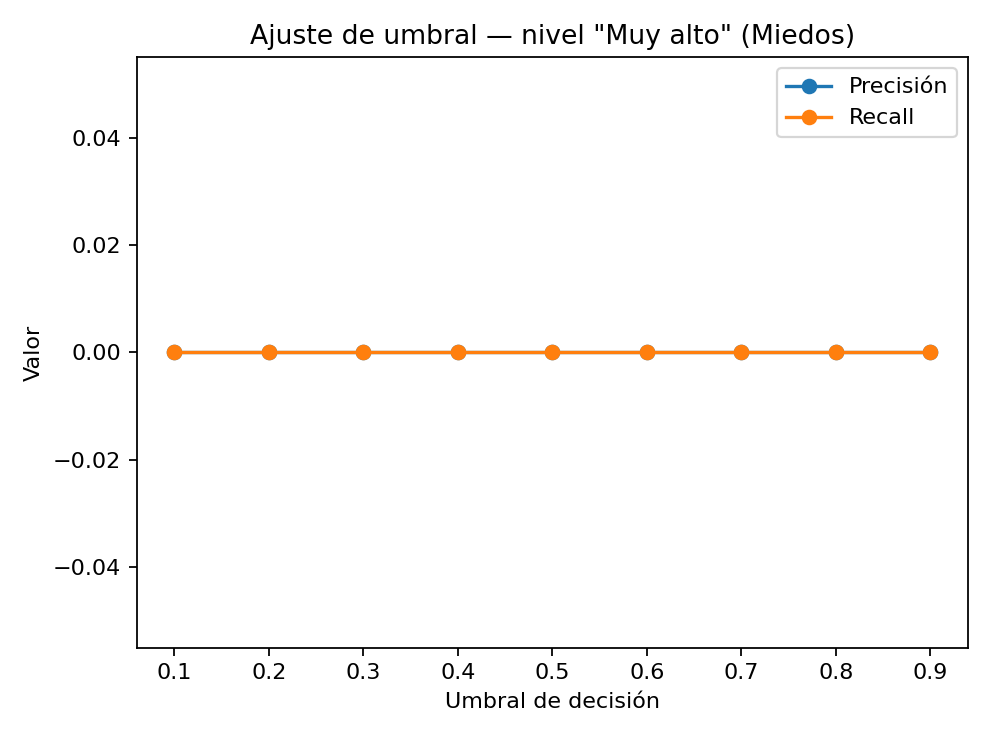 Ajuste de umbral — nivel "Muy alto" (Miedos)
Precisión
Recall
0.04
0.02
0.00
−0.02
−0.04
Valor
0.1 0.2 0.3 0.4 0.5 0.6 0.7 0.8 0.9
Umbral de decisión